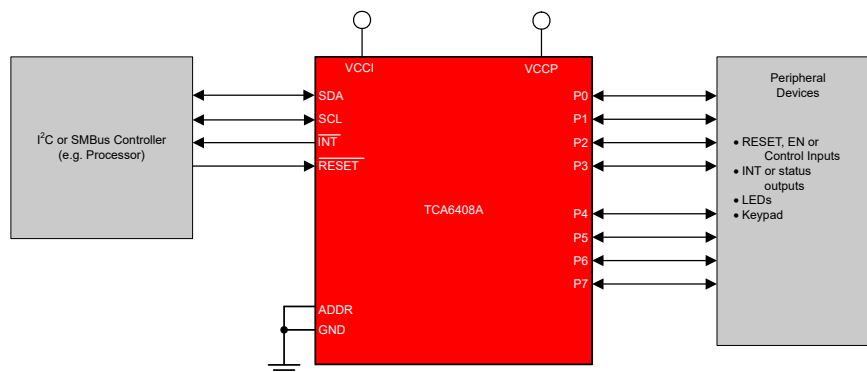 VCCI
VCCP
I2C or SMBus Controller
(e.g. Processor)
SDA
SCL
INT
RESET
TCA6408A
ADDR
GND
P0
P1
P2
P3
P4
P5
P6
P7
Peripheral
Devices
• RESET, EN or
Control Inputs
• INT or status
outputs
• LEDs
• Keypad